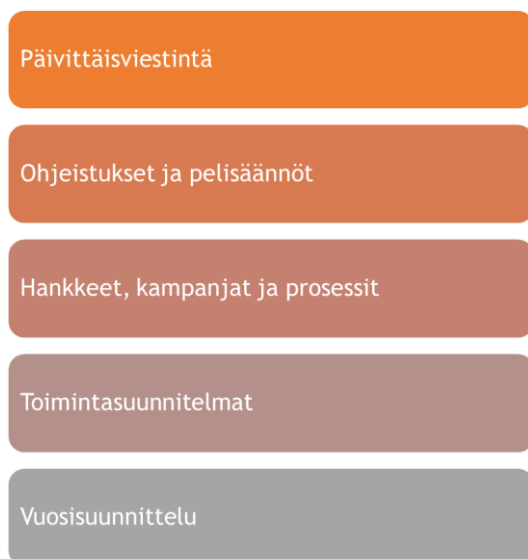 Päivittäisviestintä
Ohjeistukset ja pelisäännöt
Hankkeet, kampanjat ja prosessit
Toimintasuunnitelmat
Vuosisuunnittelu